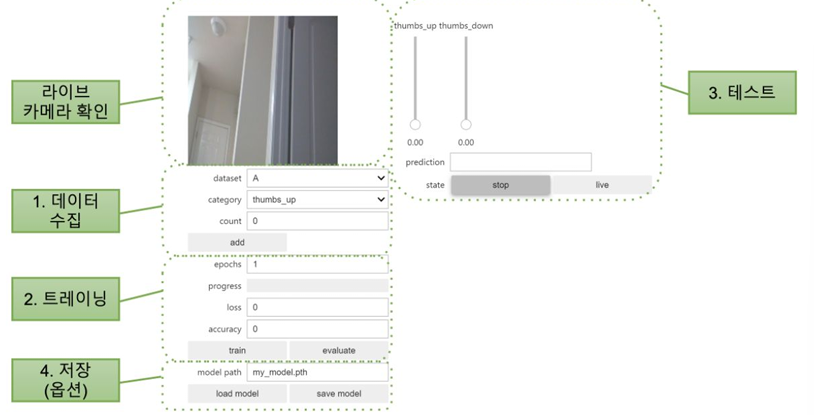 라이브
카메라 확인
thumbs_up thumbs_down
0.00 0.00
prediction
state stop live
3. 테스트
1. 데이터
수집
dataset A
category thumbs_up
count 0
add
2. 트레이닝
epochs 1
progress
loss 0
accuracy 0
train evaluate
4. 저장
(옵션)
model path my_model.pth
load model save model